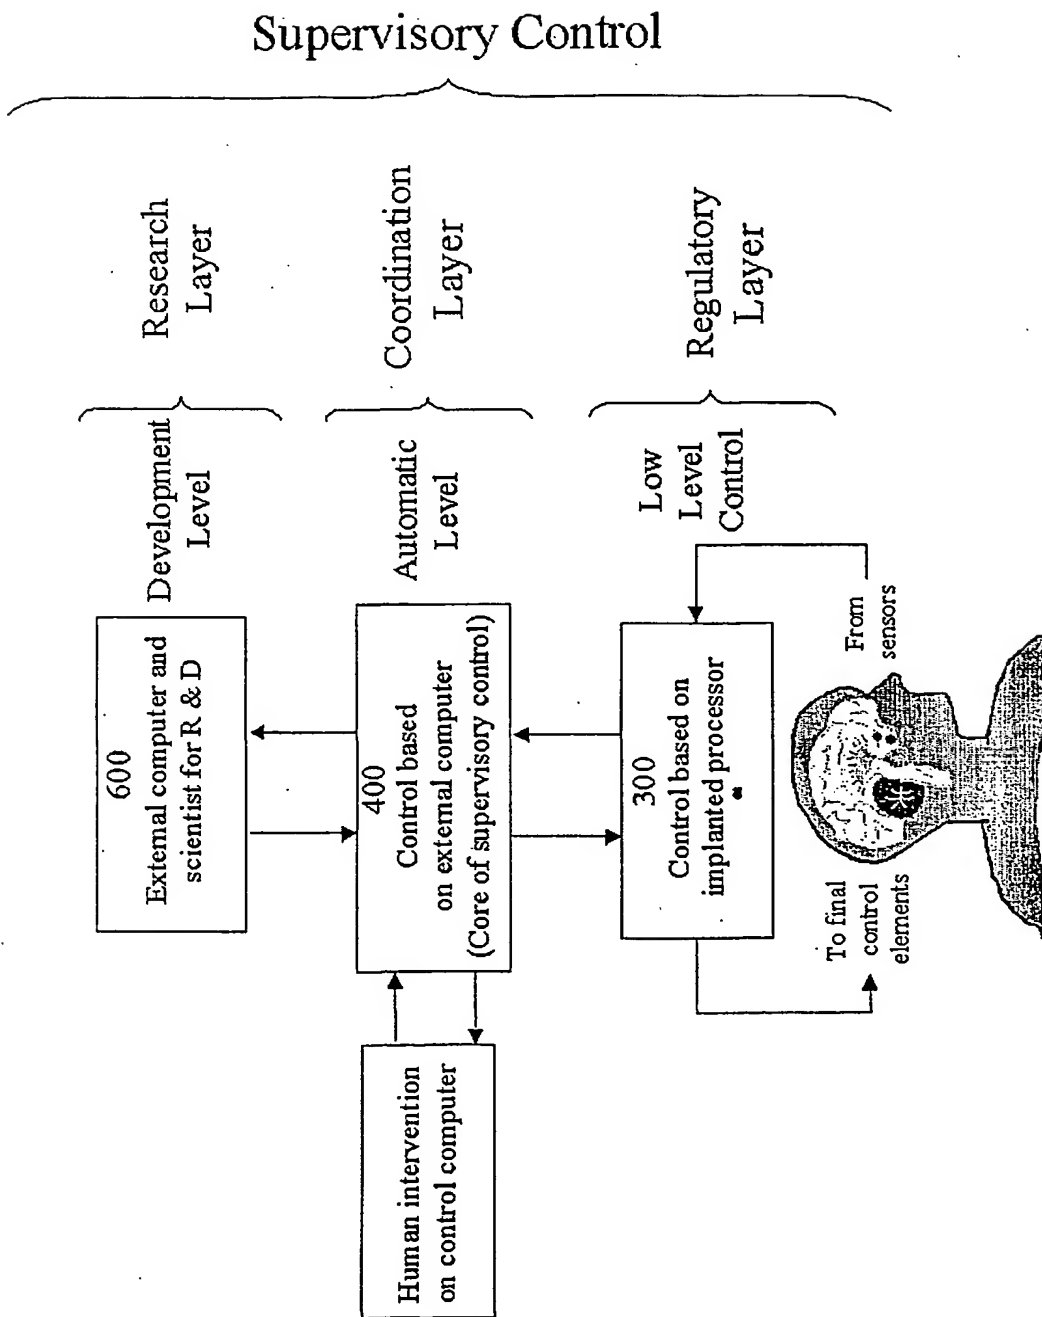 Supervisory Control
Research
Layer
Coordination
Layer
Regulatory
Layer
Development
Level
Automatic
Level
Low
Level
Control
600
External computer and
scientist for R & D
400
Control based
on external computer
(Core of supervisory control)
300
Control based on
implanted processor
Human intervention
on control computer
From
sensors
To final
control
elements